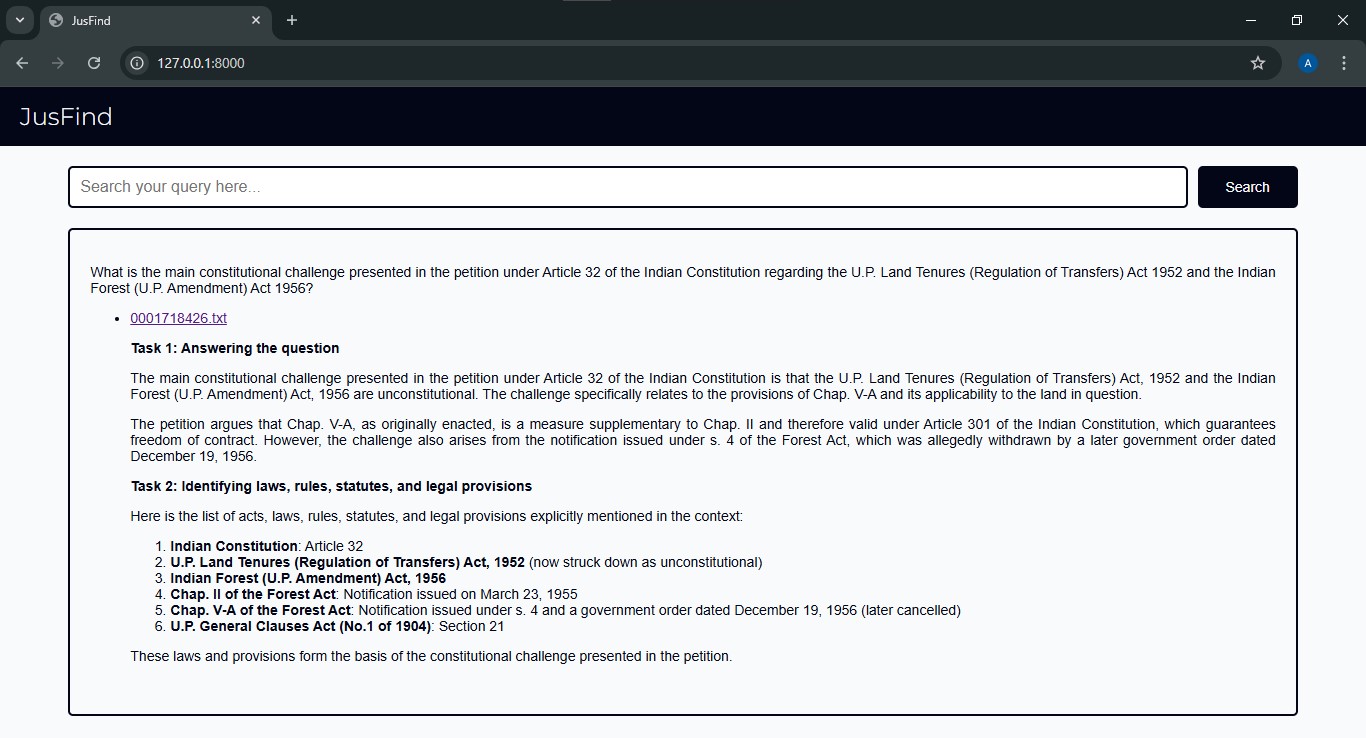 JusFind
127.0.0.1:8000
A
JusFind
Search your query here...
Search
What is the main constitutional challenge presented in the petition under Article 32 of the Indian Constitution regarding the U.P. Land Tenures (Regulation of Transfers) Act 1952 and the Indian
Forest (U.P. Amendment) Act 1956?
• 0001718426.txt
Task 1: Answering the question
The main constitutional challenge presented in the petition under Article 32 of the Indian Constitution is that the U.P. Land Tenures (Regulation of Transfers) Act, 1952 and the Indian
Forest (U.P. Amendment) Act, 1956 are unconstitutional. The challenge specifically relates to the provisions of Chap. V-A and its applicability to the land in question.
The petition argues that Chap. V-A, as originally enacted, is a measure supplementary to Chap. II and therefore valid under Article 301 of the Indian Constitution, which guarantees
freedom of contract. However, the challenge also arises from the notification issued under s. 4 of the Forest Act, which was allegedly withdrawn by a later government order dated
December 19, 1956.
Task 2: Identifying laws, rules, statutes, and legal provisions
Here is the list of acts, laws, rules, statutes, and legal provisions explicitly mentioned in the context:
1. Indian Constitution: Article 32
2. U.P. Land Tenures (Regulation of Transfers) Act, 1952 (now struck down as unconstitutional)
3. Indian Forest (U.P. Amendment) Act, 1956
4. Chap. II of the Forest Act: Notification issued on March 23, 1955
5. Chap. V-A of the Forest Act: Notification issued under s. 4 and a government order dated December 19, 1956 (later cancelled)
6. U.P. General Clauses Act (No.1 of 1904): Section 21
These laws and provisions form the basis of the constitutional challenge presented in the petition.